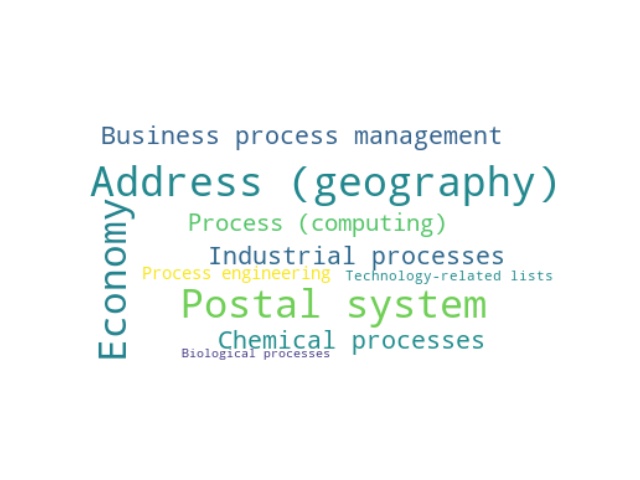 Business process management
Address (geography)
Economy
Process (computing)
Industrial processes
Process engineering
Technology-related lists
Postal system
Chemical processes
Biological processes